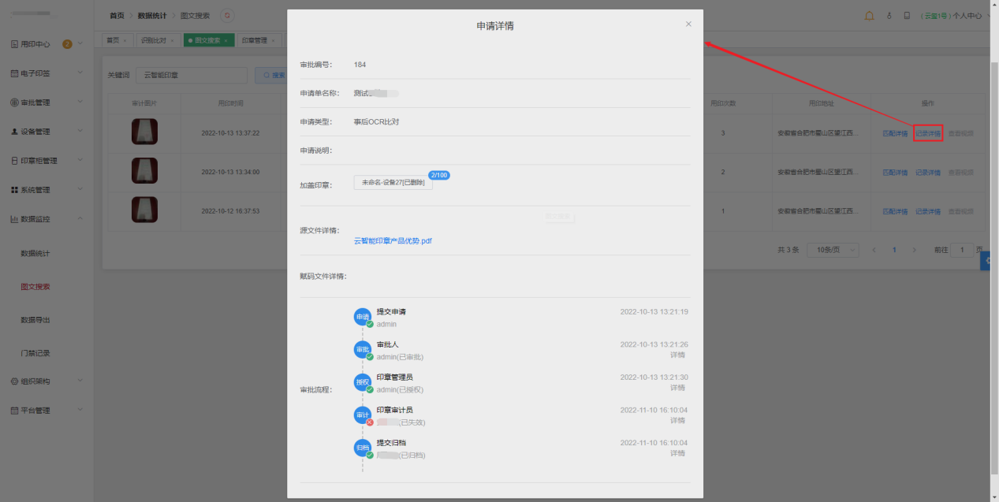 首页 数据统计 图文搜索
(云玺1号) 个人中心
用印中心 2
电子印签
审批管理
设备管理
印章柜管理
系统管理
数据监控
数据统计
图文搜索
数据导出
门禁记录
组织架构
平台管理
首页 × 识别比对 × 图文搜索 × 印章管理 ×
关键词 云智能印章 搜索
审计图片 用印时间 用印次数 用印地址 操作
2022-10-13 13:37:22 3 安徽省合肥市蜀山区望江西... 匹配详情 记录详情 查看视频
2022-10-13 13:34:00 2 安徽省合肥市蜀山区望江西... 匹配详情 记录详情 查看视频
2022-10-12 16:37:53 1 安徽省合肥市蜀山区望江西... 匹配详情 记录详情 查看视频
共 3 条 10条/页 1 前往 1 页
申请详情
审批编号: 184
申请单名称: 测试
申请类型: 事后OCR比对
申请说明:
加盖印章: 未命名-设备27[已删除] 2/100
源文件详情:
云智能印章产品优势.pdf
赋码文件详情:
审批流程:
申请 提交申请 2022-10-13 13:21:19
admin
审批 审批人 2022-10-13 13:21:26
admin(已审批) 详情
授权 印章管理员 2022-10-13 13:21:30
admin(已授权) 详情
审计 印章审计员 2022-11-10 16:10:04
(已失效) 详情
归档 提交归档 2022-11-10 16:10:04
(已归档) 详情